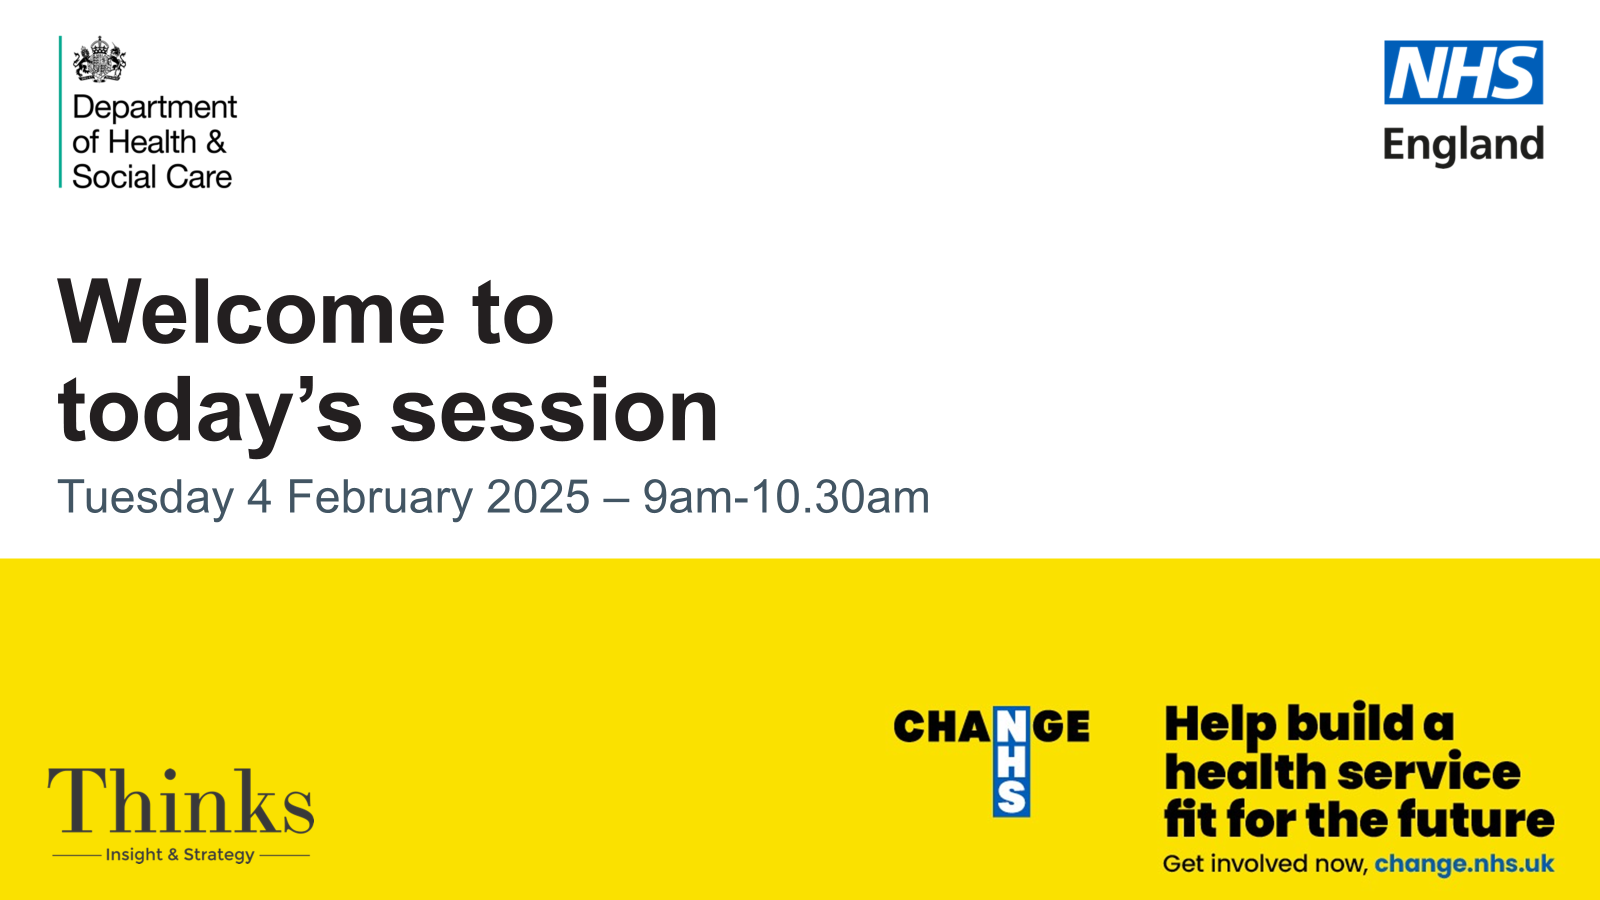 Department
of Health &
Social Care
NHS
England
Welcome to
today’s session
Tuesday 4 February 2025 – 9am-10.30am
Thinks
Insight & Strategy
CHANGE
NHS
Help build a
health service
fit for the future
Get involved now, change.nhs.uk